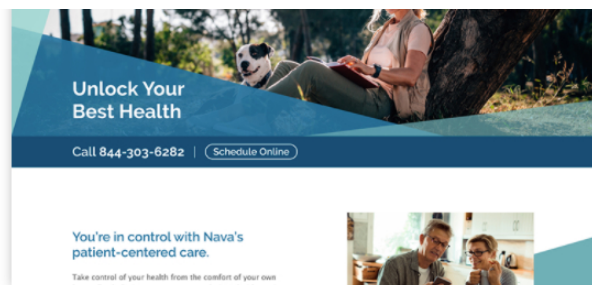 Unlock Your
Best Health
Call 844-303-6282 | Schedule Online
You're in control with Nava's
patient-centered care.
Take control of your health from the comfort of your own